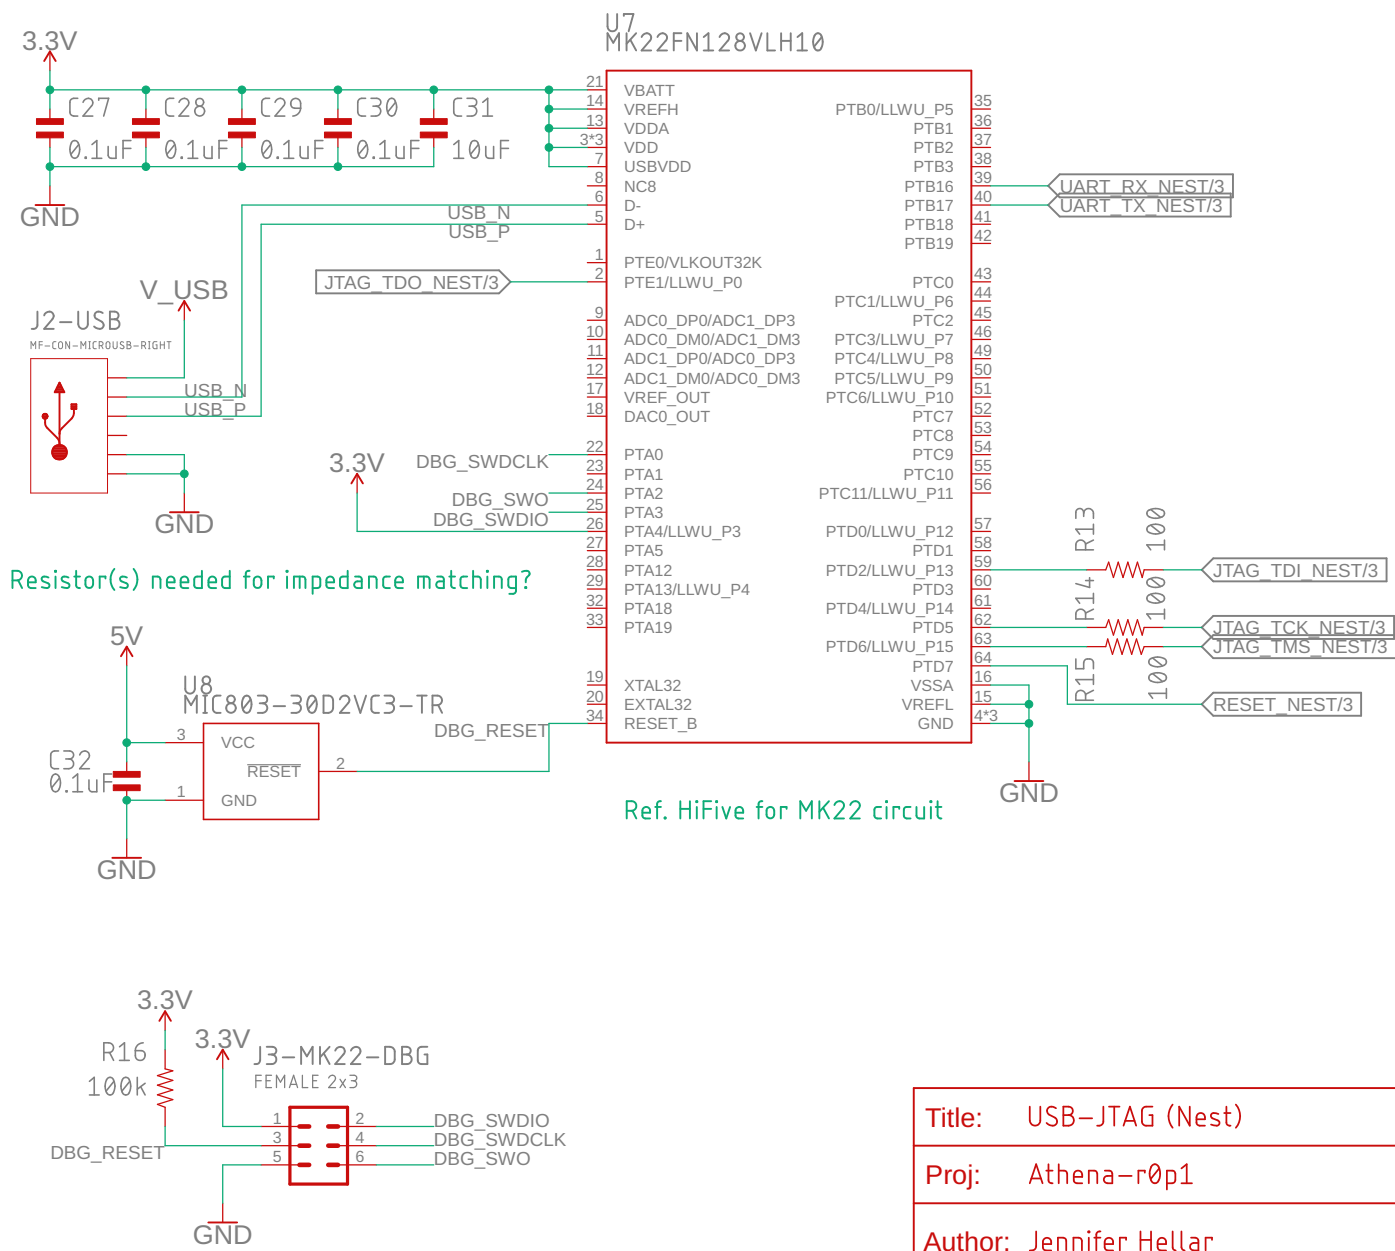 3.3V
C27
0.1uF
C28
0.1uF
C29
0.1uF
C30
0.1uF
C31
10uF
GND
U7
MK22FN128VLH10
21 VBATT
14 VREFH
13 VDDA
3*3 VDD
7 USBVDD
8 NC8
6 D-
5 D+
1 PTE0/VLKOUT32K
2 PTE1/LLWU_P0
9 ADC0_DP0/ADC1_DP3
10 ADC0_DM0/ADC1_DM3
11 ADC1_DP0/ADC0_DP3
12 ADC1_DM0/ADC0_DM3
17 VREF_OUT
18 DAC0_OUT
22 PTA0
23 PTA1
24 PTA2
25 PTA3
26 PTA4/LLWU_P3
27 PTA5
28 PTA12
29 PTA13/LLWU_P4
32 PTA18
33 PTA19
19 XTAL32
20 EXTAL32
34 RESET_B
PTB0/LLWU_P5 35
PTB1 36
PTB2 37
PTB3 38
PTB16 39
PTB17 40
PTB18 41
PTB19 42
PTC0 43
PTC1/LLWU_P6 44
PTC2 45
PTC3/LLWU_P7 46
PTC4/LLWU_P8 49
PTC5/LLWU_P9 50
PTC6/LLWU_P10 51
PTC7 52
PTC8 53
PTC9 54
PTC10 55
PTC11/LLWU_P11 56
PTD0/LLWU_P12 57
PTD1 58
PTD2/LLWU_P13 59
PTD3 60
PTD4/LLWU_P14 61
PTD5 62
PTD6/LLWU_P15 63
PTD7 64
VSSA 16
VREFL 15
GND 4*3
UART_RX_NEST/3
UART_TX_NEST/3
USB_N
USB_P
JTAG_TDO_NEST/3
V_USB
J2-USB
MF-CON-MICROUSB-RIGHT
USB_N
USB_P
GND
3.3V
DBG_SWDCLK
DBG_SWO
DBG_SWDIO
R13
100
JTAG_TDI_NEST/3
R14
100
JTAG_TCK_NEST/3
JTAG_TMS_NEST/3
R15
100
RESET_NEST/3
GND
Resistor(s) needed for impedance matching?
5V
U8
MIC803-30D2VC3-TR
3 VCC
RESET 2
1 GND
C32
0.1uF
GND
DBG_RESET
Ref. HiFive for MK22 circuit
3.3V
R16
100k
3.3V
J3-MK22-DBG
FEMALE 2x3
1 2 DBG_SWDIO
3 4 DBG_SWDCLK
5 6 DBG_SWO
DBG_RESET
GND
Title: USB-JTAG (Nest)
Proj: Athena-r0p1
Author: Jennifer Hellar